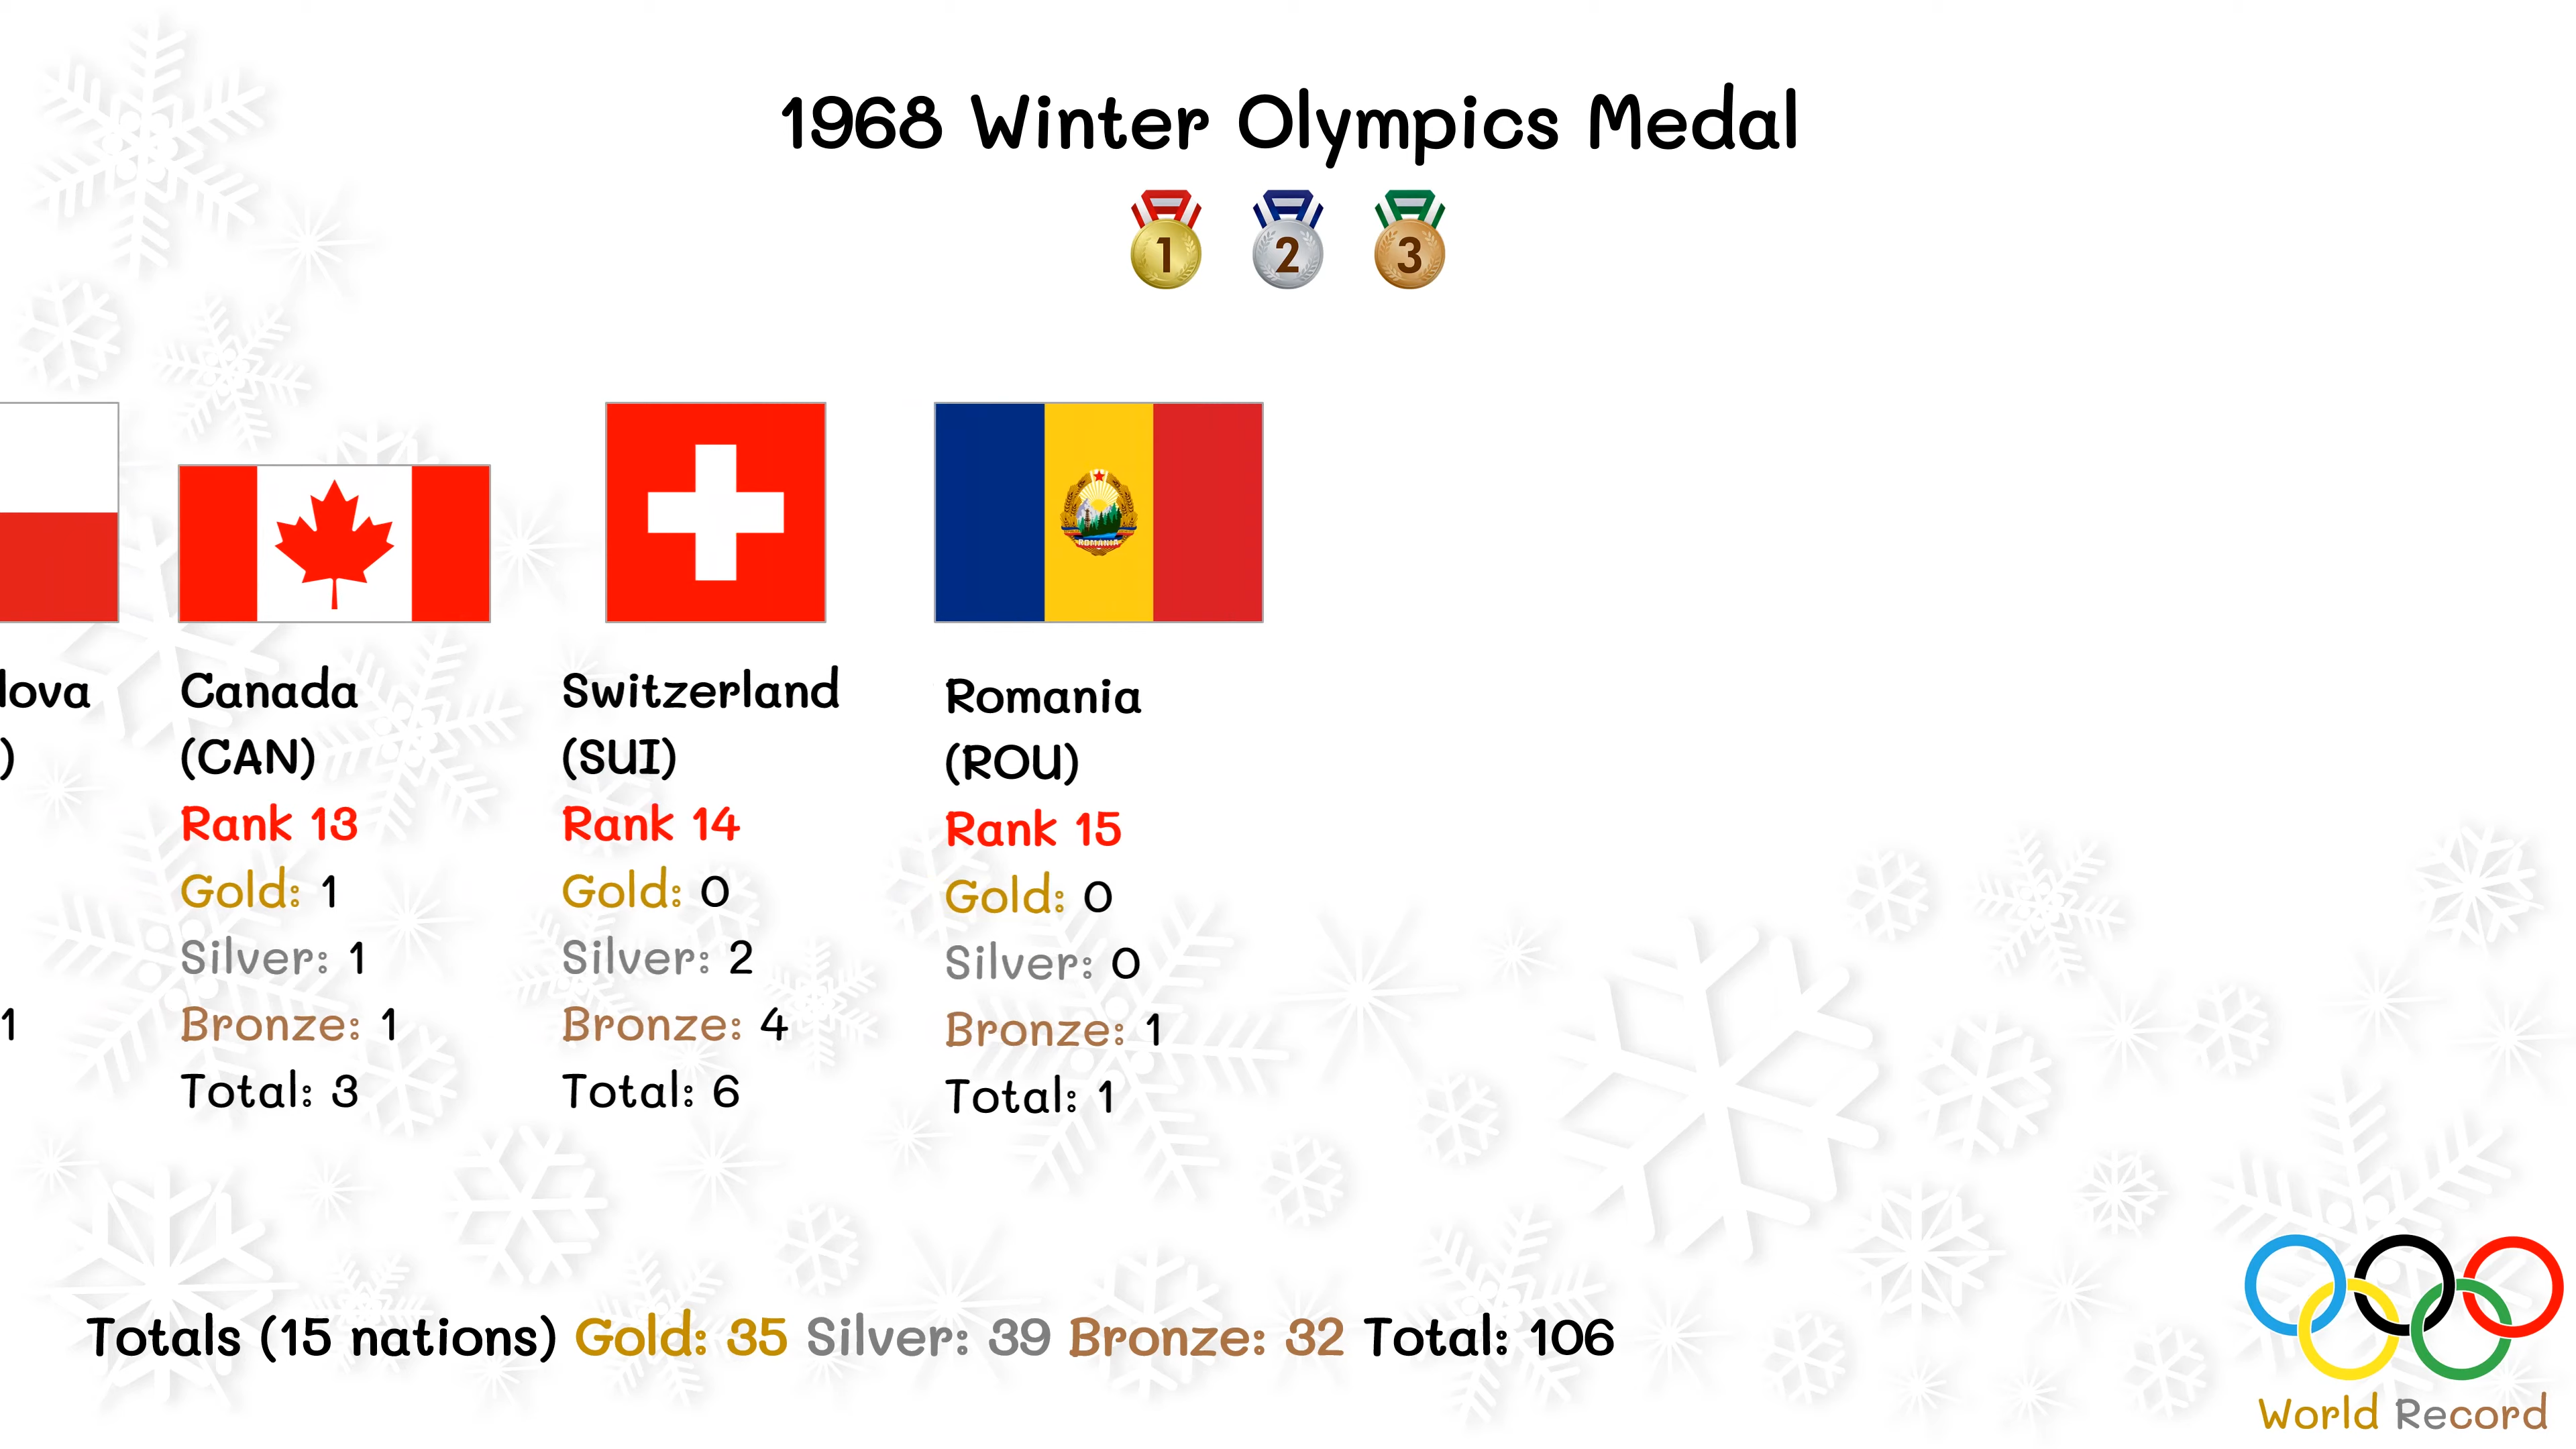 1968 Winter Olympics Medal
1 2 3
lova
)
1
Canada
(CAN)
Rank 13
Gold: 1
Silver: 1
Bronze: 1
Total: 3
Switzerland
(SUI)
Rank 14
Gold: 0
Silver: 2
Bronze: 4
Total: 6
ROMANIA
Romania
(ROU)
Rank 15
Gold: 0
Silver: 0
Bronze: 1
Total: 1
Totals (15 nations) Gold: 35 Silver: 39 Bronze: 32 Total: 106
World Record